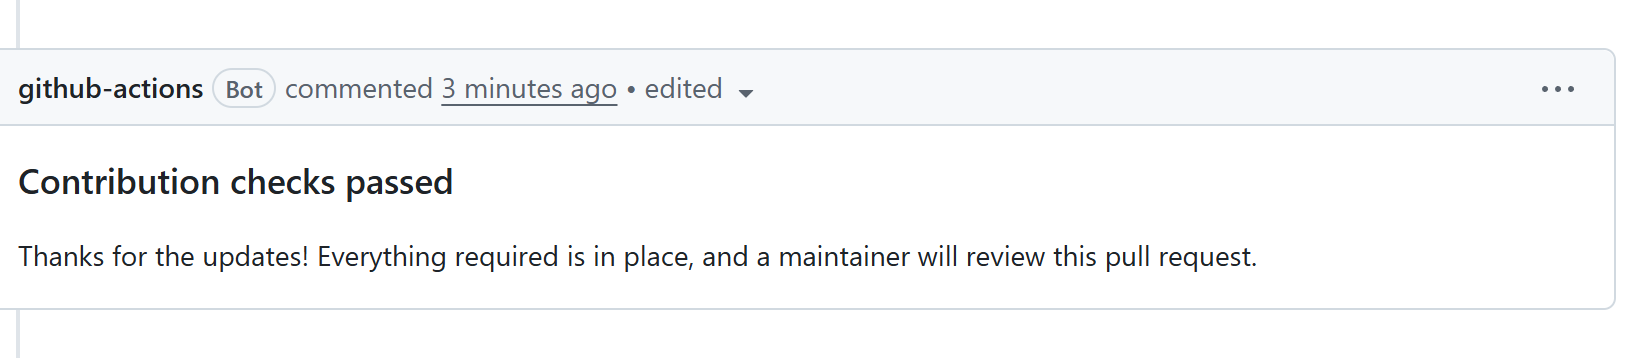 github-actions Bot commented 3 minutes ago • edited
Contribution checks passed
Thanks for the updates! Everything required is in place, and a maintainer will review this pull request.